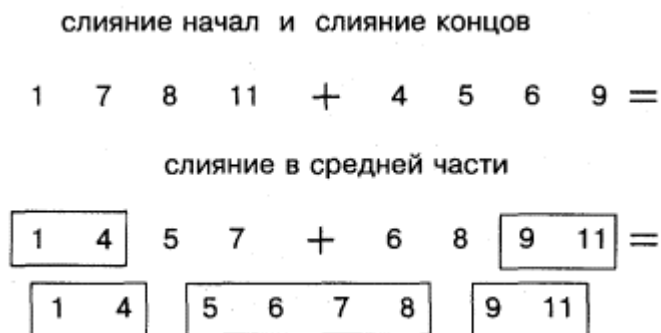 слияние начал и слияние концов
1 7 8 11 + 4 5 6 9 =
слияние в средней части
1 4 5 7 + 6 8 9 11 =
1 4 5 6 7 8 9 11